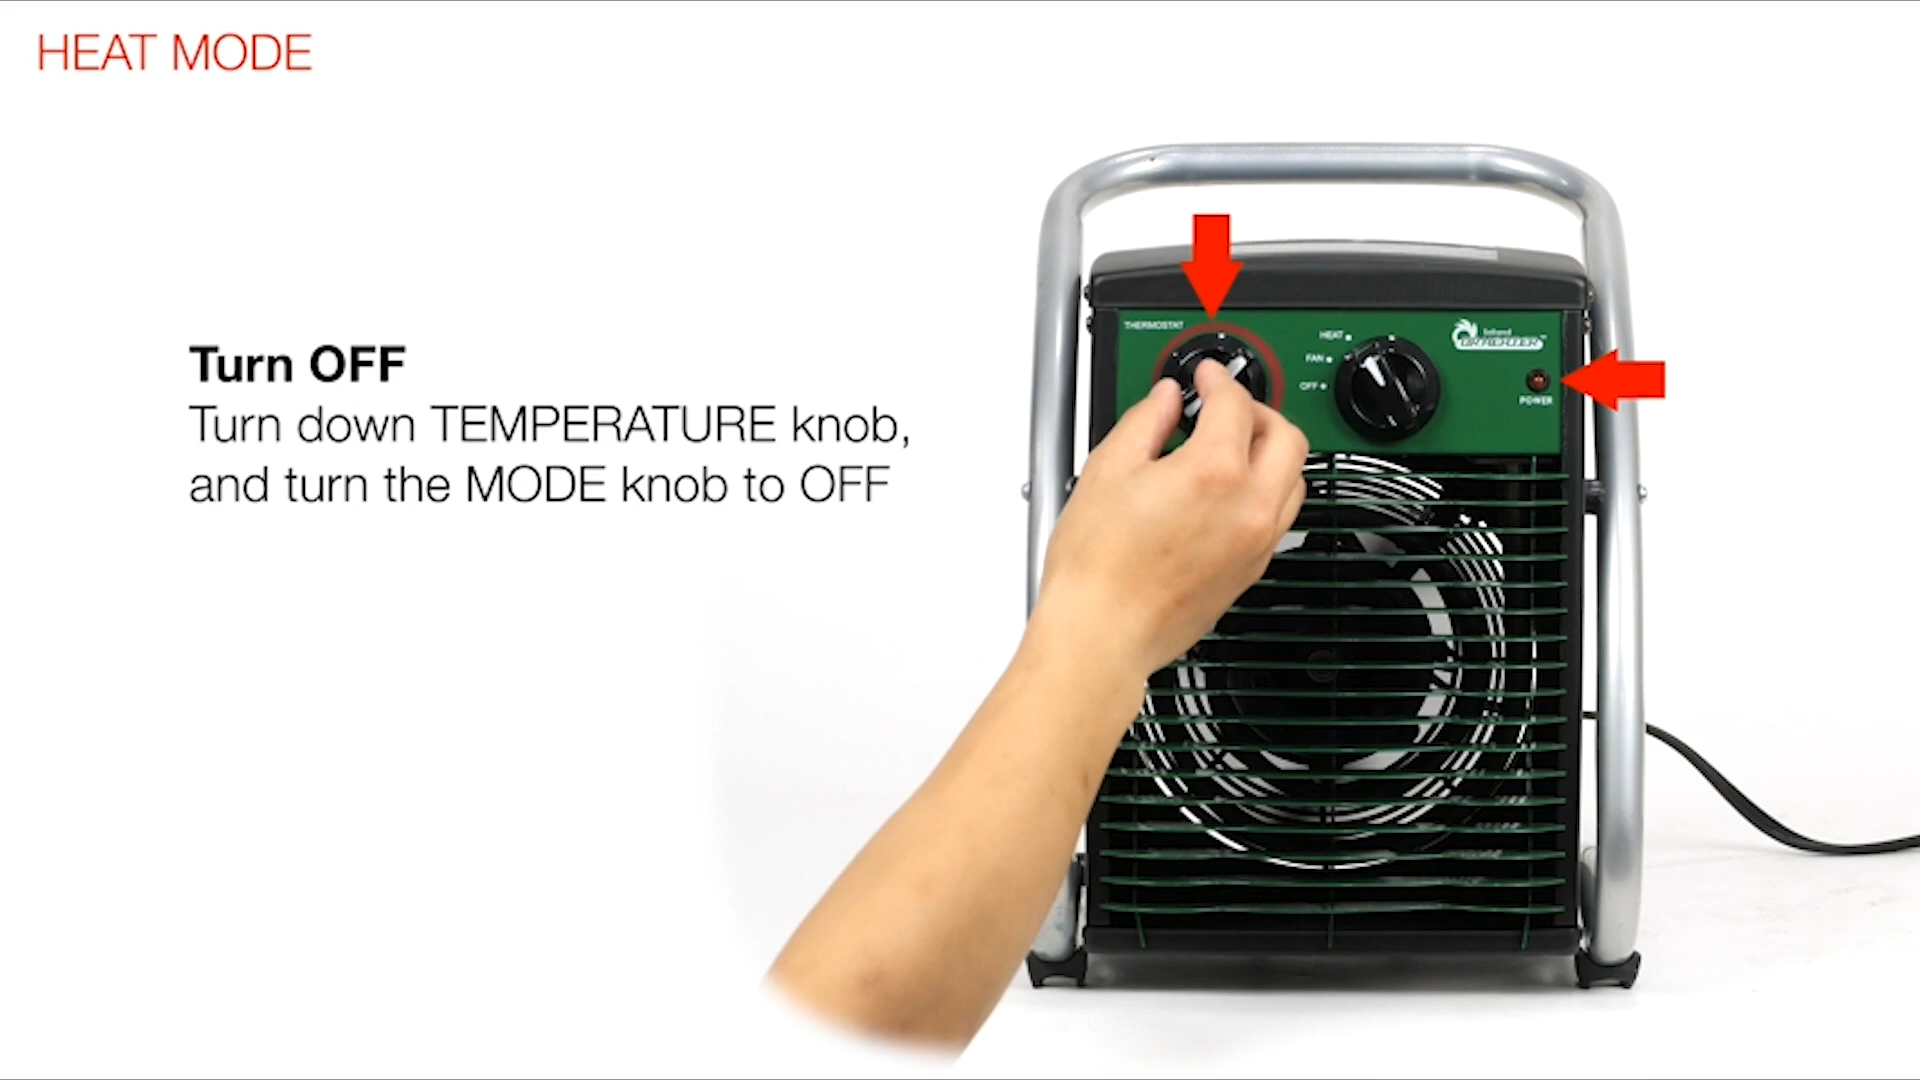 HEAT MODE
Turn OFF
Turn down TEMPERATURE knob,
and turn the MODE knob to OFF
THERMOSTAT
HEAT
FAN
OFF
POWER